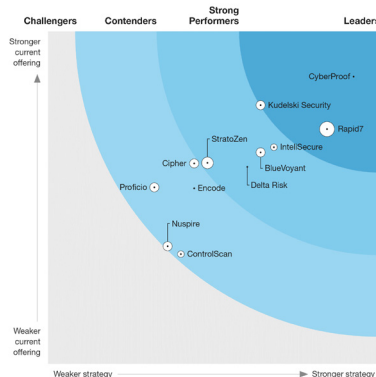 Challengers
Contenders
Strong
Performers
Leaders
Stronger
current
offering
CyberProof
Kudelski Security
Rapid7
StratoZen
IntelliSecure
Cipher
BlueVoyant
Proficio
Encode
Delta Risk
Nuspire
ControlScan
Weaker
current
offering
Weaker strategy
Stronger strategy